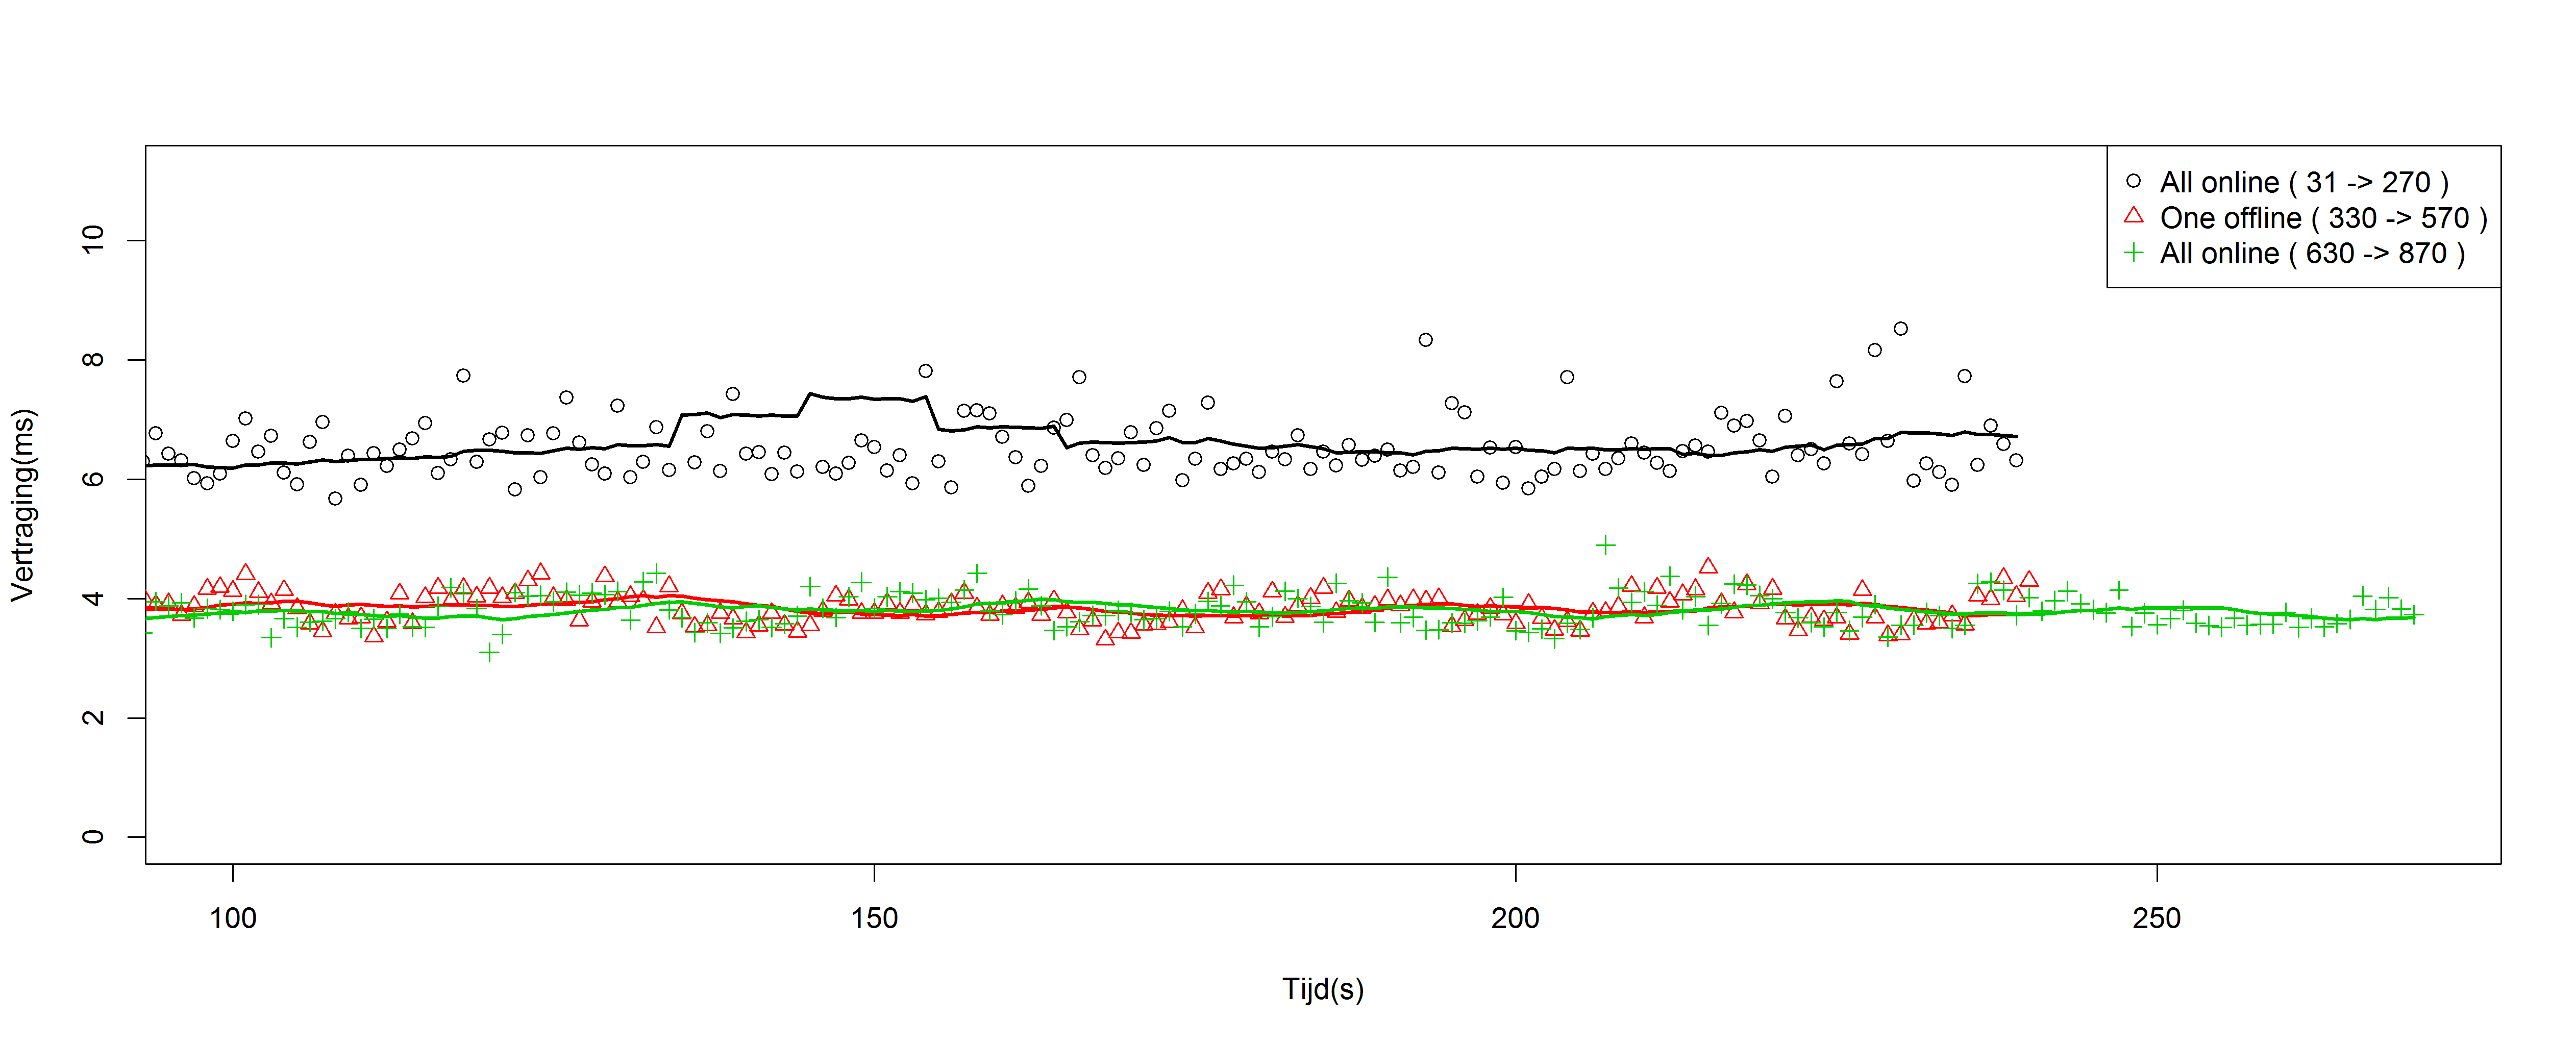 All online ( 31 -> 270 )
One offline ( 330 -> 570 )
All online ( 630 -> 870 )
Vertraging(ms)
10
8
6
4
2
0
100 150 200 250
Tijd(s)